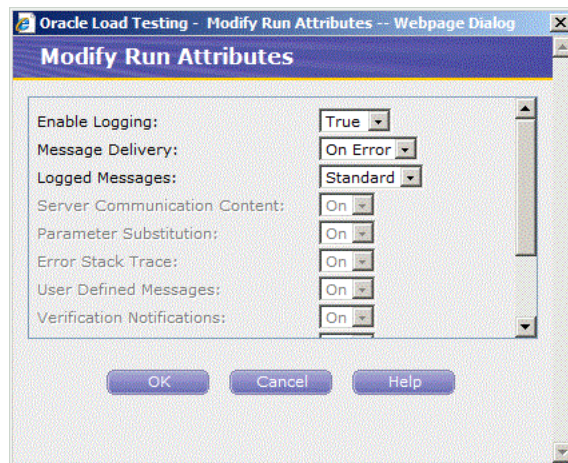 Oracle Load Testing - Modify Run Attributes -- Webpage Dialog
Modify Run Attributes
Enable Logging: True
Message Delivery: On Error
Logged Messages: Standard
Server Communication Content: On
Parameter Substitution: On
Error Stack Trace: On
User Defined Messages: On
Verification Notifications: On
OK Cancel Help